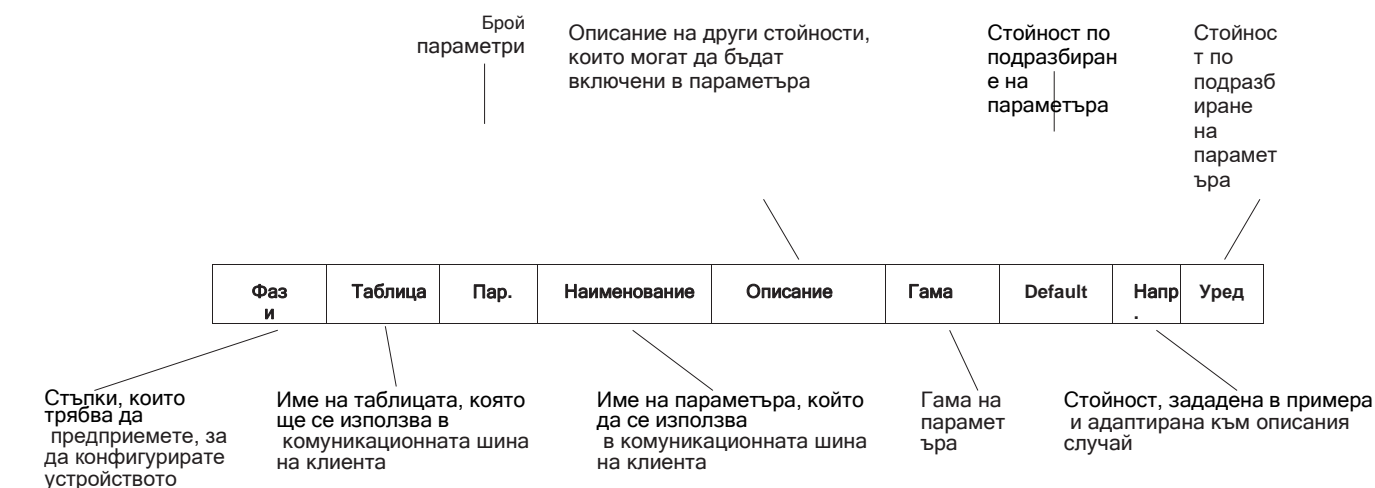 Брой
параметри
Описание на други стойности,
които могат да бъдат
включени в параметъра
Стойност по
подразбиран
е на
параметъра
Стойнос
т по
подразб
иране
на
парамет
ъра
Фаз
и
Таблица
Пар.
Наименование
Описание
Гама
Default
Напр
.
Уред
Стъпки, които
трябва да
предприемете, за
да конфигурирате
устройството
Име на таблицата, която
ще се използва в
комуникационната шина
на клиента
Име на параметъра, който
да се използва
в комуникационната шина
на клиента
Гама на
парамет
ъра
Стойност, зададена в примера
и адаптирана към описания
случай